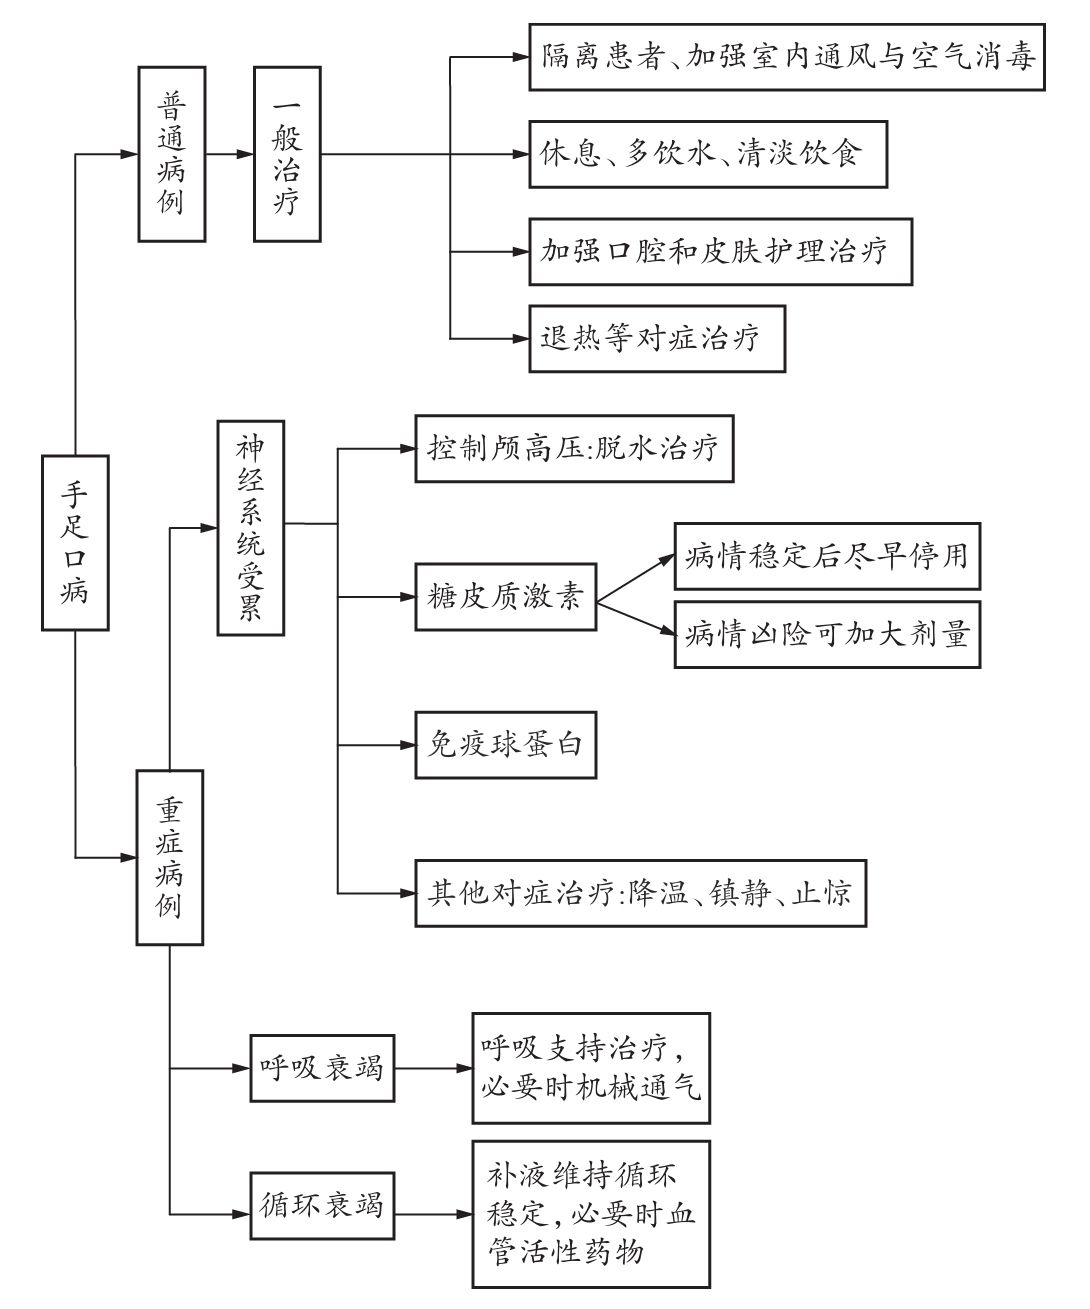 手足口病
普通病例
一般治疗
隔离患者、加强室内通风与空气消毒
休息、多饮水、清淡饮食
加强口腔和皮肤护理治疗
退热等对症治疗
重症病例
神经系统受累
控制颅高压:脱水治疗
糖皮质激素
病情稳定后尽早停用
病情凶险可加大剂量
免疫球蛋白
其他对症治疗:降温、镇静、止惊
呼吸衰竭
呼吸支持治疗,
必要时机械通气
循环衰竭
补液维持循环
稳定,必要时血
管活性药物